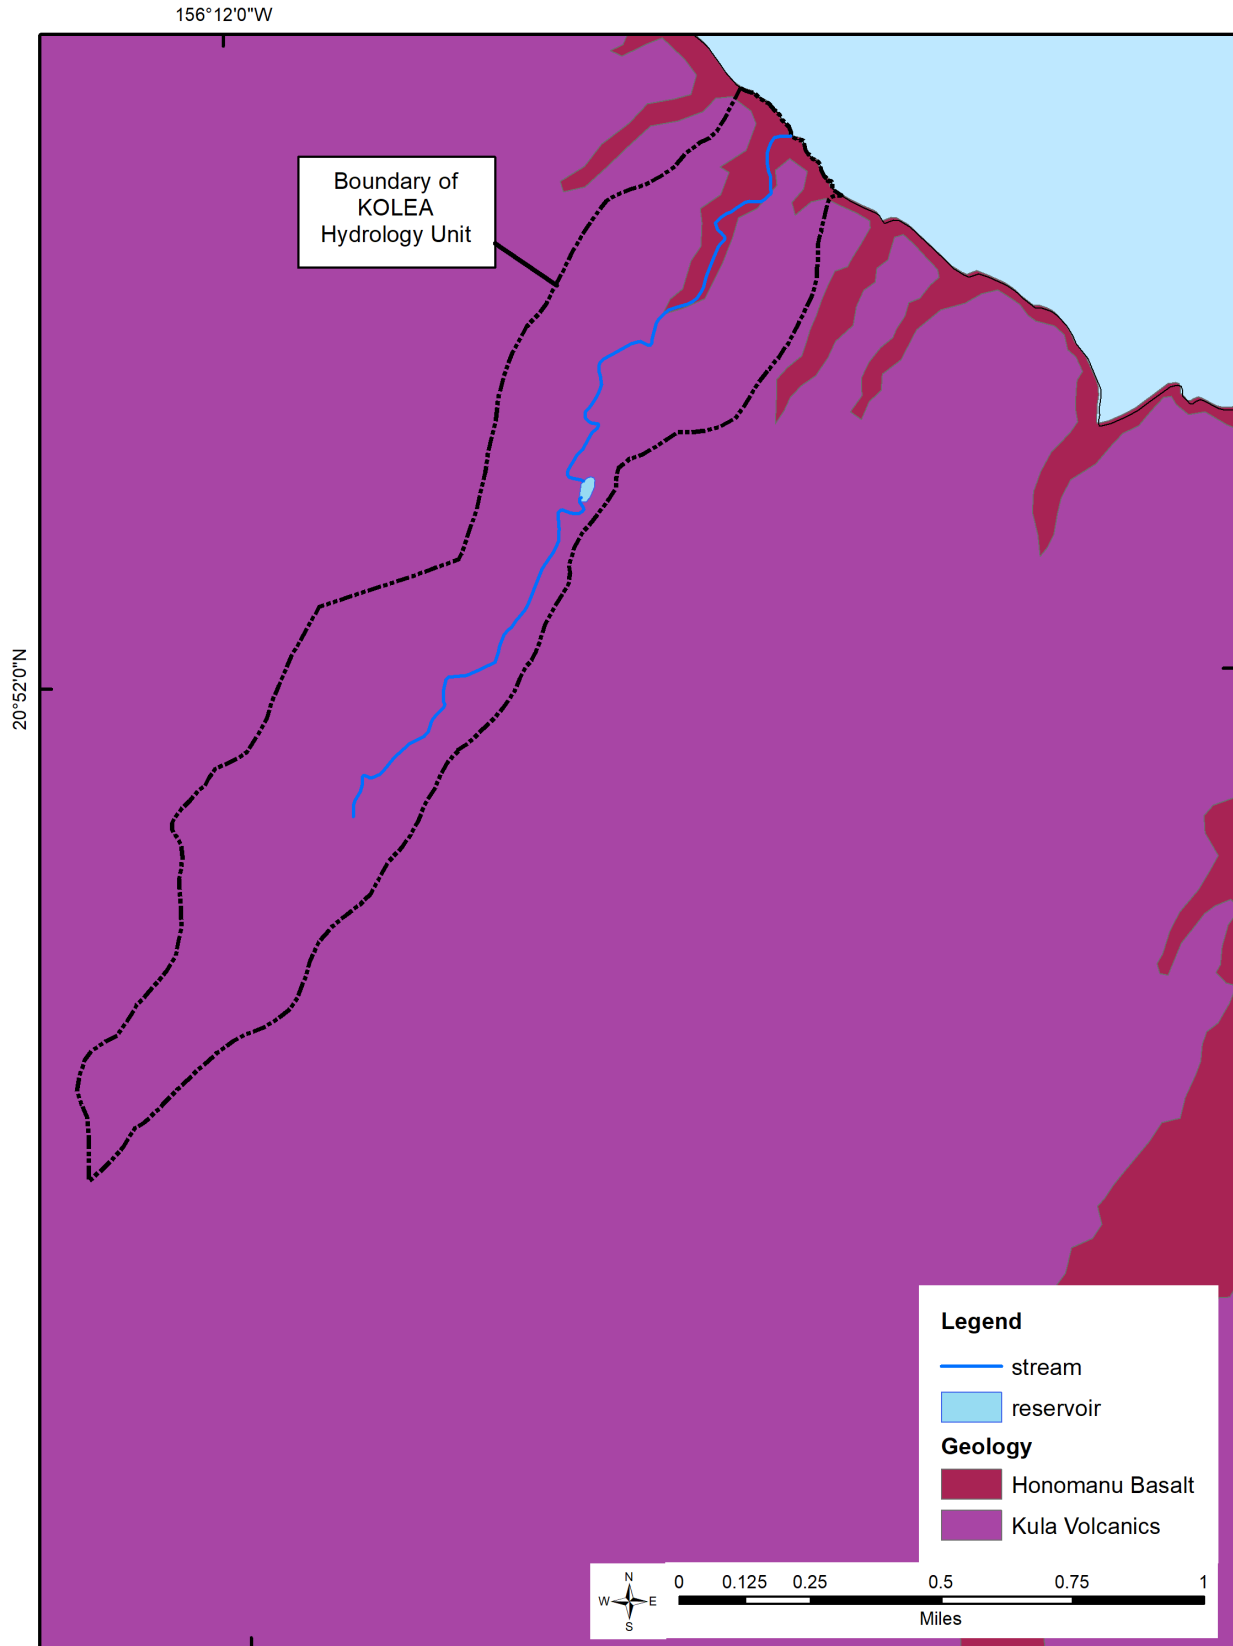 156°12'0"W
Boundary of
KOLEA
Hydrology Unit
20°52'0"N
Legend
stream
reservoir
Geology
Honomanu Basalt
Kula Volcanics
N
W E
S
0 0.125 0.25 0.5 0.75 1
Miles